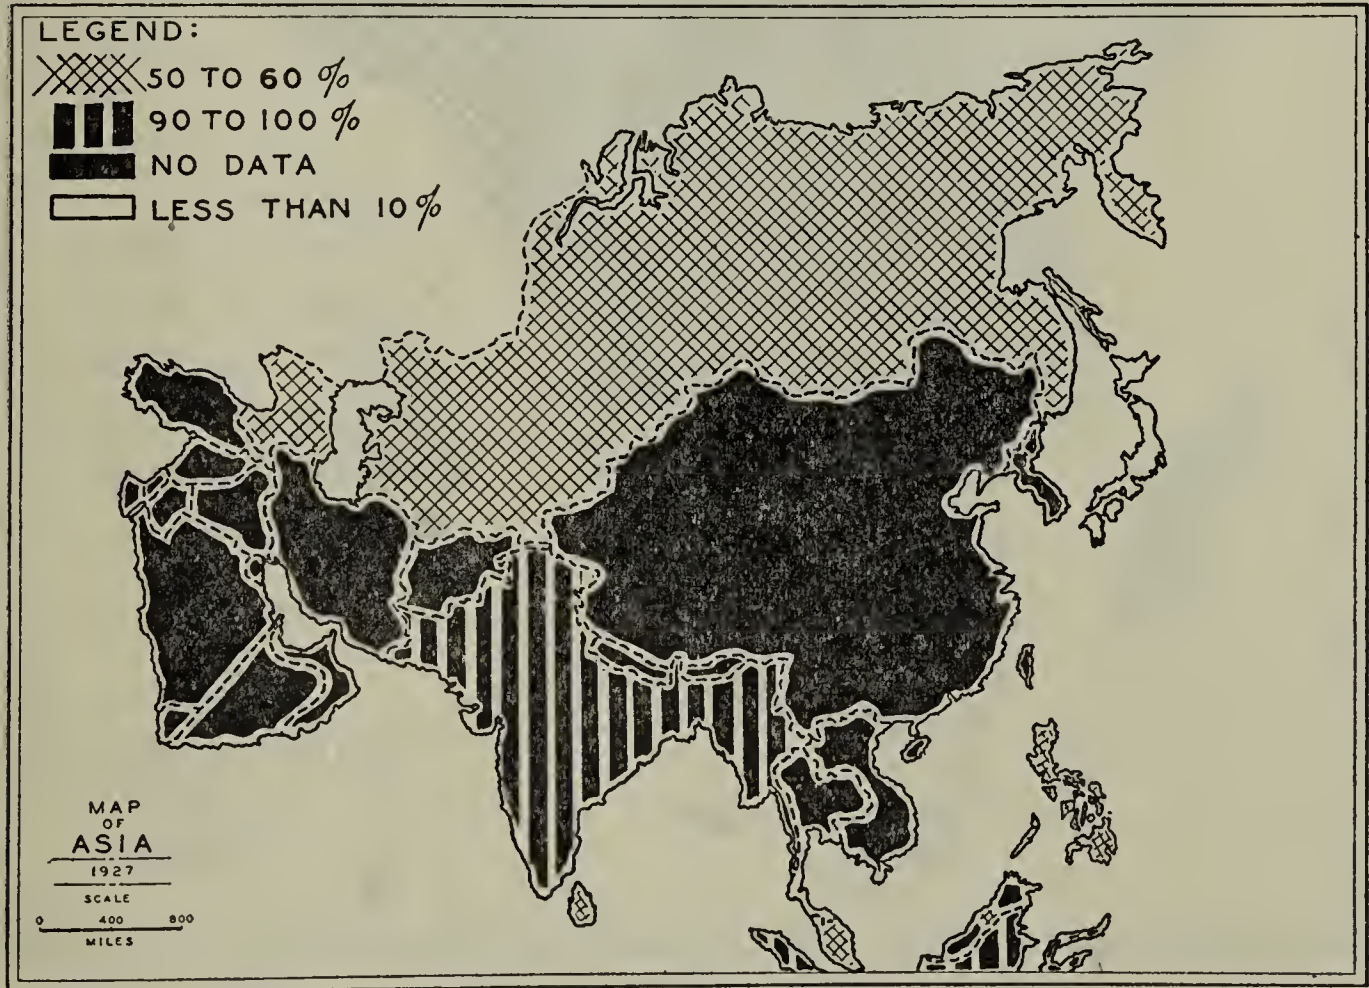 LEGEND:
50 TO 60 %
90 TO 100 %
NO DATA
LESS THAN 10 %
MAP
OF
ASIA
1927
SCALE
0 400 800
MILES